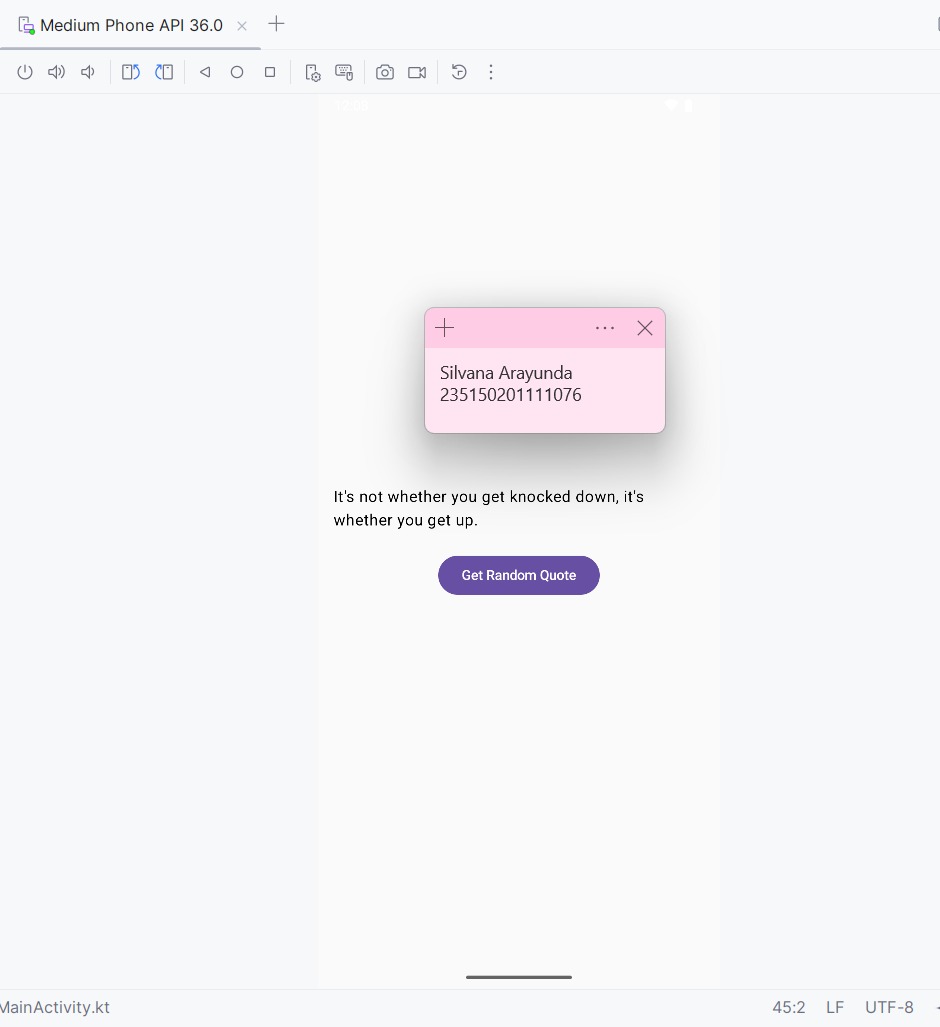 Medium Phone API 36.0
Silvana Arayunda
235150201111076
It's not whether you get knocked down, it's
whether you get up.
Get Random Quote
MainActivity.kt
45:2 LF UTF-8